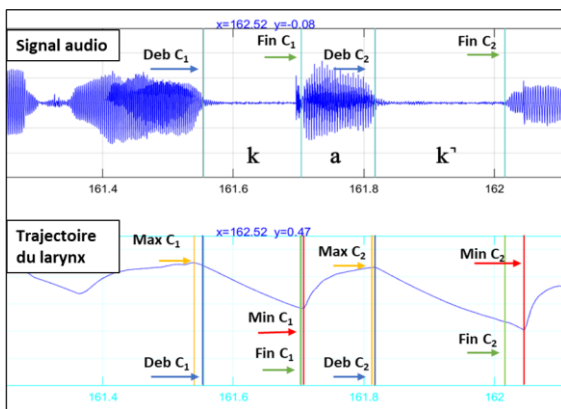 x=162.52 y=-0.08
Signal audio
Deb C₁
Fin C₁
Deb C₂
Fin C₂
k
a
k̚
161.4 161.6 161.8 162
x=162.52 y=0.47
Trajectoire
du larynx
Max C₁
Max C₂
Min C₂
Min C₁
Fin C₁
Fin C₂
Deb C₁
Deb C₂
161.4 161.6 161.8 162